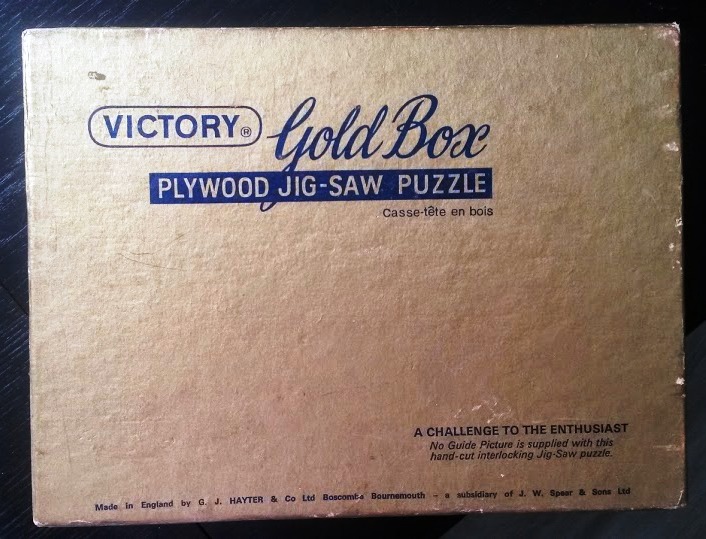 VICTORY® Gold Box
PLYWOOD JIG-SAW PUZZLE
Casse-tête en bois
A CHALLENGE TO THE ENTHUSIAST
No Guide Picture is supplied with this
hand-cut interlocking Jig-Saw puzzle.
Made in England by G. J. HAYTER & Co Ltd Boscombe Bournemouth – a subsidiary of J. W. Spear & Sons Ltd